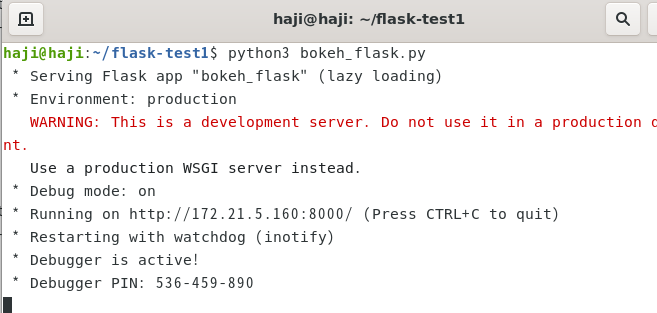 haji@haji: ~/flask-test1
haji@haji:~/flask-test1$ python3 bokeh_flask.py
* Serving Flask app "bokeh_flask" (lazy loading)
* Environment: production
WARNING: This is a development server. Do not use it in a production
nt.
Use a production WSGI server instead.
* Debug mode: on
* Running on http://172.21.5.160:8000/ (Press CTRL+C to quit)
* Restarting with watchdog (inotify)
* Debugger is active!
* Debugger PIN: 536-459-890